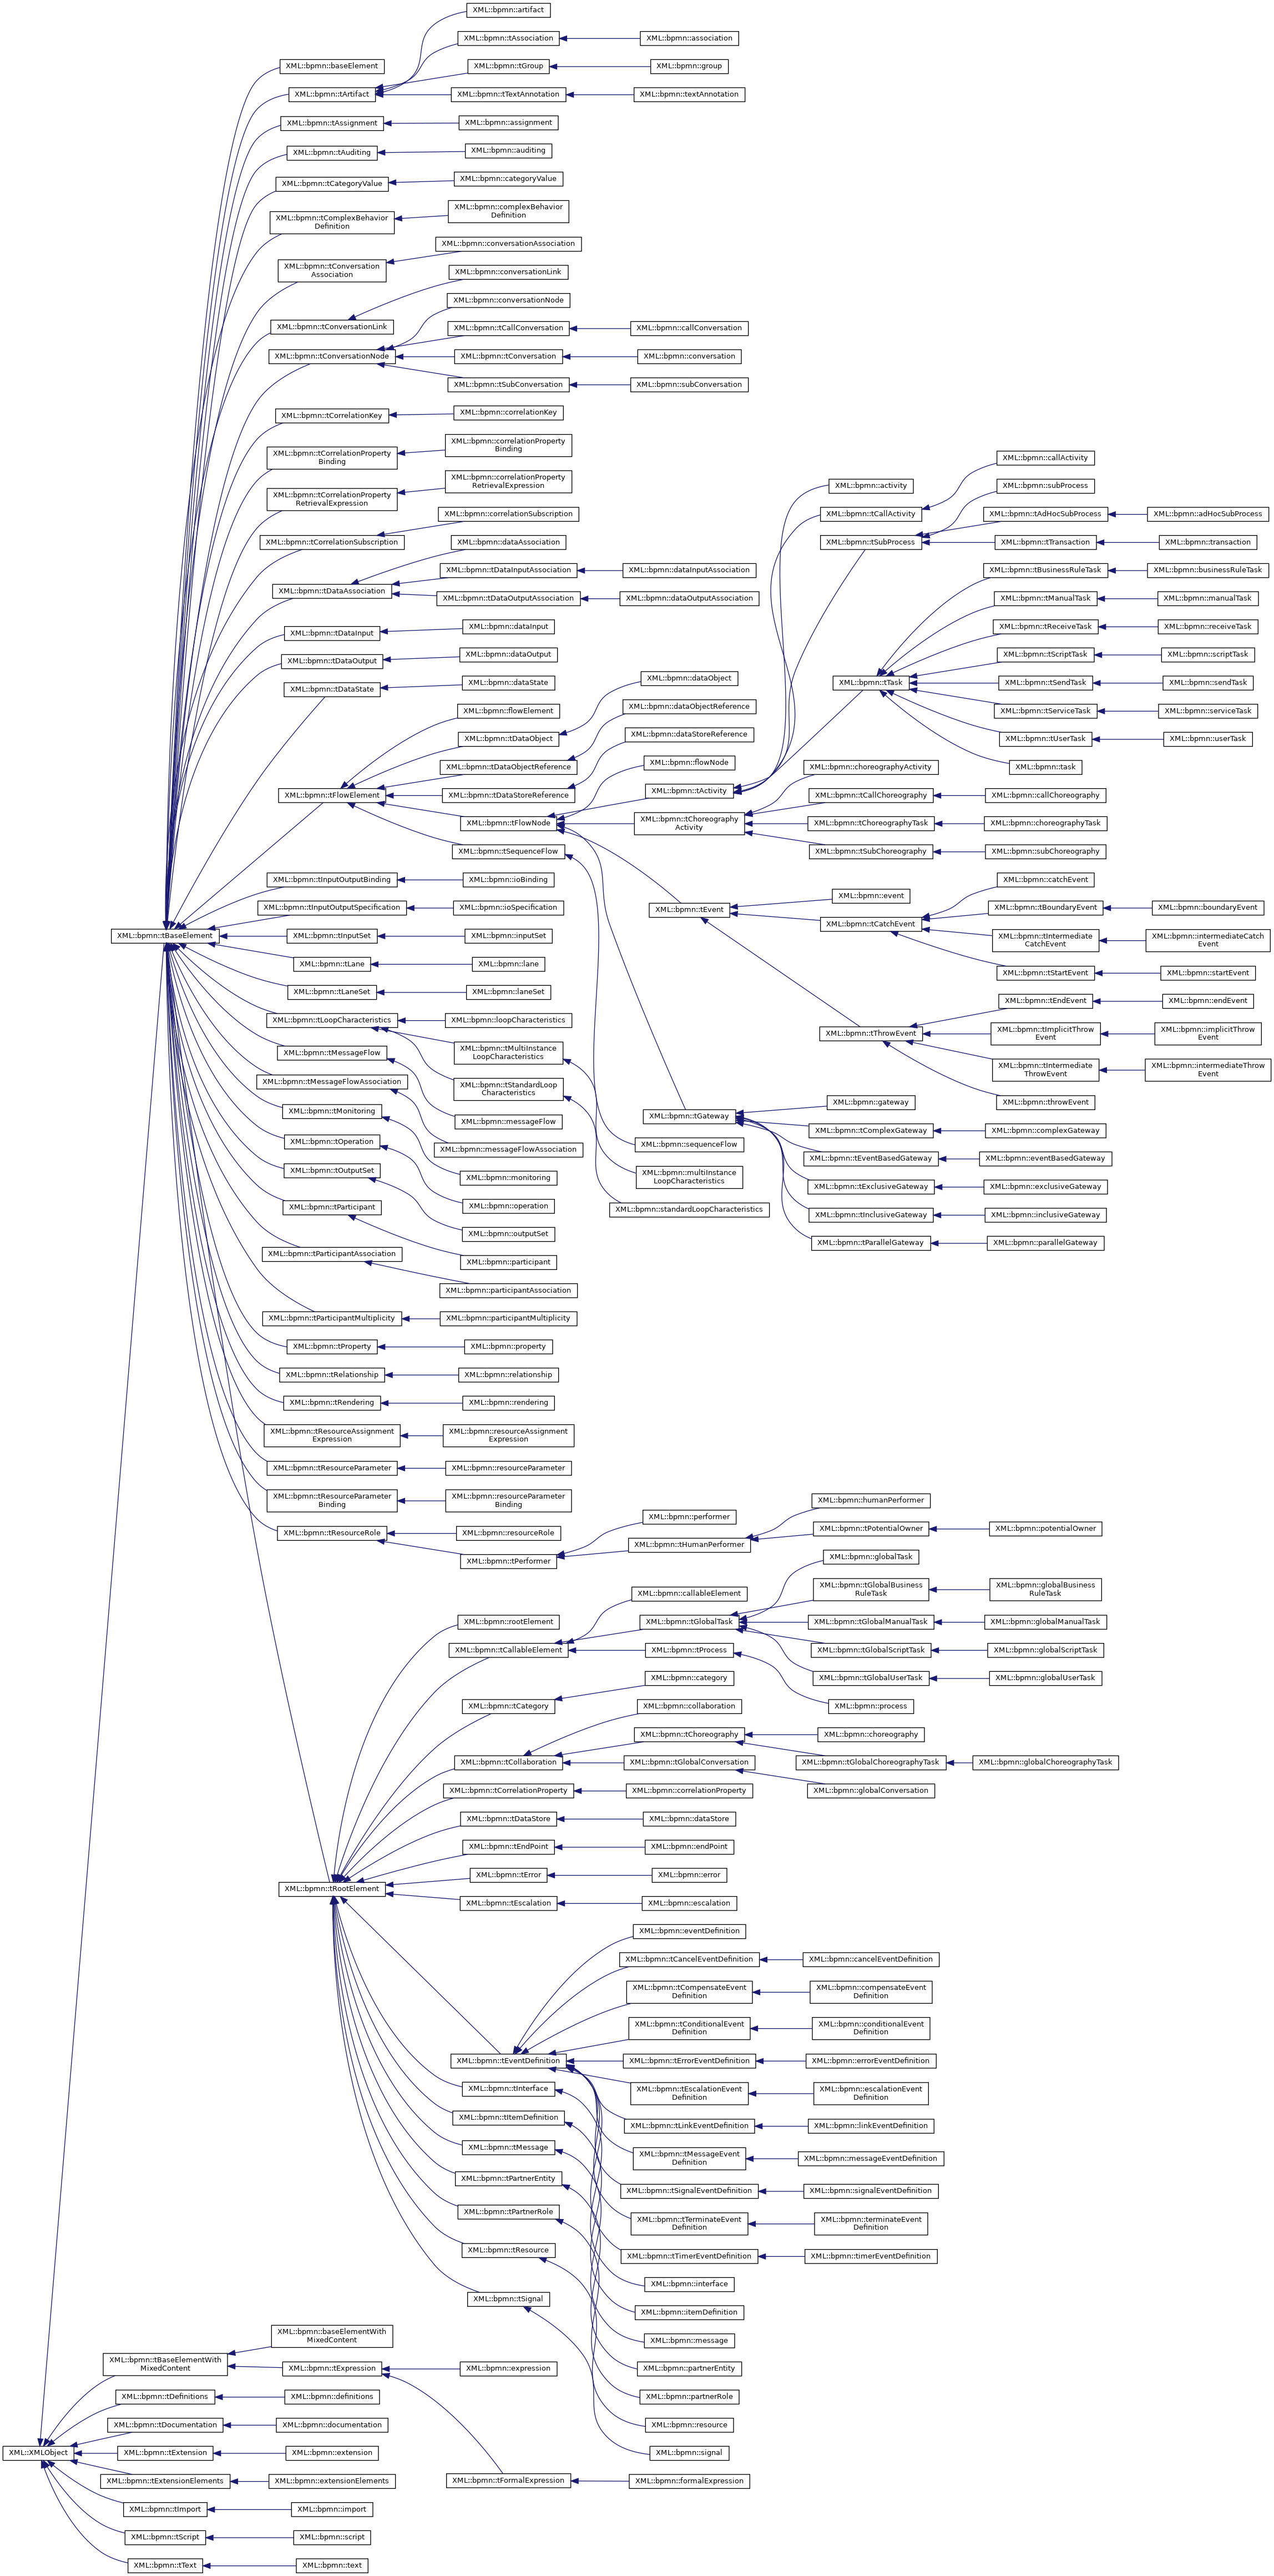 XML::bpmn::artifact
XML::bpmn::tAssociation
XML::bpmn::association
XML::bpmn::baseElement
XML::bpmn::tGroup
XML::bpmn::group
XML::bpmn::tArtifact
XML::bpmn::tTextAnnotation
XML::bpmn::textAnnotation
XML::bpmn::tAssignment
XML::bpmn::assignment
XML::bpmn::tAuditing
XML::bpmn::auditing
XML::bpmn::tCategoryValue
XML::bpmn::categoryValue
XML::bpmn::tComplexBehavior
Definition
XML::bpmn::complexBehavior
Definition
XML::bpmn::tConversation
Association
XML::bpmn::conversationAssociation
XML::bpmn::tConversationLink
XML::bpmn::conversationLink
XML::bpmn::tConversationNode
XML::bpmn::conversationNode
XML::bpmn::tCallConversation
XML::bpmn::callConversation
XML::bpmn::tConversation
XML::bpmn::conversation
XML::bpmn::tSubConversation
XML::bpmn::subConversation
XML::bpmn::tCorrelationKey
XML::bpmn::correlationKey
XML::bpmn::tCorrelationProperty
Binding
XML::bpmn::correlationProperty
Binding
XML::bpmn::tCorrelationProperty
RetrievalExpression
XML::bpmn::correlationProperty
RetrievalExpression
XML::bpmn::tCorrelationSubscription
XML::bpmn::correlationSubscription
XML::bpmn::tDataAssociation
XML::bpmn::dataAssociation
XML::bpmn::tDataInputAssociation
XML::bpmn::dataInputAssociation
XML::bpmn::tDataOutputAssociation
XML::bpmn::dataOutputAssociation
XML::bpmn::tDataInput
XML::bpmn::dataInput
XML::bpmn::tDataOutput
XML::bpmn::dataOutput
XML::bpmn::tDataState
XML::bpmn::dataState
XML::bpmn::tFlowElement
XML::bpmn::flowElement
XML::bpmn::tDataObject
XML::bpmn::dataObject
XML::bpmn::tDataObjectReference
XML::bpmn::dataObjectReference
XML::bpmn::tDataStoreReference
XML::bpmn::dataStoreReference
XML::bpmn::tFlowNode
XML::bpmn::flowNode
XML::bpmn::tActivity
XML::bpmn::activity
XML::bpmn::tCallActivity
XML::bpmn::callActivity
XML::bpmn::tSubProcess
XML::bpmn::subProcess
XML::bpmn::tAdHocSubProcess
XML::bpmn::adHocSubProcess
XML::bpmn::tTransaction
XML::bpmn::transaction
XML::bpmn::tTask
XML::bpmn::tBusinessRuleTask
XML::bpmn::businessRuleTask
XML::bpmn::tManualTask
XML::bpmn::manualTask
XML::bpmn::tReceiveTask
XML::bpmn::receiveTask
XML::bpmn::tScriptTask
XML::bpmn::scriptTask
XML::bpmn::tSendTask
XML::bpmn::sendTask
XML::bpmn::tServiceTask
XML::bpmn::serviceTask
XML::bpmn::tUserTask
XML::bpmn::userTask
XML::bpmn::task
XML::bpmn::tChoreography
Activity
XML::bpmn::choreographyActivity
XML::bpmn::tCallChoreography
XML::bpmn::callChoreography
XML::bpmn::tChoreographyTask
XML::bpmn::choreographyTask
XML::bpmn::tSubChoreography
XML::bpmn::subChoreography
XML::bpmn::tEvent
XML::bpmn::event
XML::bpmn::tCatchEvent
XML::bpmn::catchEvent
XML::bpmn::tBoundaryEvent
XML::bpmn::boundaryEvent
XML::bpmn::tIntermediate
CatchEvent
XML::bpmn::intermediateCatch
Event
XML::bpmn::tStartEvent
XML::bpmn::startEvent
XML::bpmn::tThrowEvent
XML::bpmn::tEndEvent
XML::bpmn::endEvent
XML::bpmn::tImplicitThrow
Event
XML::bpmn::implicitThrow
Event
XML::bpmn::tIntermediate
ThrowEvent
XML::bpmn::intermediateThrow
Event
XML::bpmn::throwEvent
XML::bpmn::tGateway
XML::bpmn::gateway
XML::bpmn::tComplexGateway
XML::bpmn::complexGateway
XML::bpmn::tEventBasedGateway
XML::bpmn::eventBasedGateway
XML::bpmn::tExclusiveGateway
XML::bpmn::exclusiveGateway
XML::bpmn::tInclusiveGateway
XML::bpmn::inclusiveGateway
XML::bpmn::tParallelGateway
XML::bpmn::parallelGateway
XML::bpmn::tSequenceFlow
XML::bpmn::sequenceFlow
XML::bpmn::tBaseElement
XML::bpmn::tInputOutputBinding
XML::bpmn::ioBinding
XML::bpmn::tInputOutputSpecification
XML::bpmn::ioSpecification
XML::bpmn::tInputSet
XML::bpmn::inputSet
XML::bpmn::tLane
XML::bpmn::lane
XML::bpmn::tLaneSet
XML::bpmn::laneSet
XML::bpmn::tLoopCharacteristics
XML::bpmn::loopCharacteristics
XML::bpmn::tMultiInstance
LoopCharacteristics
XML::bpmn::multiInstance
LoopCharacteristics
XML::bpmn::tStandardLoop
Characteristics
XML::bpmn::standardLoopCharacteristics
XML::bpmn::tMessageFlow
XML::bpmn::messageFlow
XML::bpmn::tMessageFlowAssociation
XML::bpmn::messageFlowAssociation
XML::bpmn::tMonitoring
XML::bpmn::monitoring
XML::bpmn::tOperation
XML::bpmn::operation
XML::bpmn::tOutputSet
XML::bpmn::outputSet
XML::bpmn::tParticipant
XML::bpmn::participant
XML::bpmn::tParticipantAssociation
XML::bpmn::participantAssociation
XML::bpmn::tParticipantMultiplicity
XML::bpmn::participantMultiplicity
XML::bpmn::tProperty
XML::bpmn::property
XML::bpmn::tRelationship
XML::bpmn::relationship
XML::bpmn::tRendering
XML::bpmn::rendering
XML::bpmn::tResourceAssignment
Expression
XML::bpmn::resourceAssignment
Expression
XML::bpmn::tResourceParameter
XML::bpmn::resourceParameter
XML::bpmn::tResourceParameter
Binding
XML::bpmn::resourceParameter
Binding
XML::bpmn::tResourceRole
XML::bpmn::resourceRole
XML::bpmn::tPerformer
XML::bpmn::performer
XML::bpmn::tHumanPerformer
XML::bpmn::humanPerformer
XML::bpmn::tPotentialOwner
XML::bpmn::potentialOwner
XML::bpmn::tRootElement
XML::bpmn::rootElement
XML::bpmn::tCallableElement
XML::bpmn::callableElement
XML::bpmn::tGlobalTask
XML::bpmn::globalTask
XML::bpmn::tGlobalBusiness
RuleTask
XML::bpmn::globalBusiness
RuleTask
XML::bpmn::tGlobalManualTask
XML::bpmn::globalManualTask
XML::bpmn::tGlobalScriptTask
XML::bpmn::globalScriptTask
XML::bpmn::tGlobalUserTask
XML::bpmn::globalUserTask
XML::bpmn::tProcess
XML::bpmn::process
XML::bpmn::tCategory
XML::bpmn::category
XML::bpmn::tCollaboration
XML::bpmn::collaboration
XML::bpmn::tChoreography
XML::bpmn::choreography
XML::bpmn::tGlobalChoreographyTask
XML::bpmn::globalChoreographyTask
XML::bpmn::tGlobalConversation
XML::bpmn::globalConversation
XML::bpmn::tCorrelationProperty
XML::bpmn::correlationProperty
XML::bpmn::tDataStore
XML::bpmn::dataStore
XML::bpmn::tEndPoint
XML::bpmn::endPoint
XML::bpmn::tError
XML::bpmn::error
XML::bpmn::tEscalation
XML::bpmn::escalation
XML::bpmn::tEventDefinition
XML::bpmn::eventDefinition
XML::bpmn::tCancelEventDefinition
XML::bpmn::cancelEventDefinition
XML::bpmn::tCompensateEvent
Definition
XML::bpmn::compensateEvent
Definition
XML::bpmn::tConditionalEvent
Definition
XML::bpmn::conditionalEvent
Definition
XML::bpmn::tErrorEventDefinition
XML::bpmn::errorEventDefinition
XML::bpmn::tEscalationEvent
Definition
XML::bpmn::escalationEvent
Definition
XML::bpmn::tLinkEventDefinition
XML::bpmn::linkEventDefinition
XML::bpmn::tMessageEvent
Definition
XML::bpmn::messageEventDefinition
XML::bpmn::tSignalEventDefinition
XML::bpmn::signalEventDefinition
XML::bpmn::tTerminateEvent
Definition
XML::bpmn::terminateEvent
Definition
XML::bpmn::tTimerEventDefinition
XML::bpmn::timerEventDefinition
XML::bpmn::tInterface
XML::bpmn::interface
XML::bpmn::tItemDefinition
XML::bpmn::itemDefinition
XML::bpmn::tMessage
XML::bpmn::message
XML::bpmn::tPartnerEntity
XML::bpmn::partnerEntity
XML::bpmn::tPartnerRole
XML::bpmn::partnerRole
XML::bpmn::tResource
XML::bpmn::resource
XML::bpmn::tSignal
XML::bpmn::signal
XML::XMLObject
XML::bpmn::tBaseElementWith
MixedContent
XML::bpmn::baseElementWith
MixedContent
XML::bpmn::tExpression
XML::bpmn::expression
XML::bpmn::tFormalExpression
XML::bpmn::formalExpression
XML::bpmn::tDefinitions
XML::bpmn::definitions
XML::bpmn::tDocumentation
XML::bpmn::documentation
XML::bpmn::tExtension
XML::bpmn::extension
XML::bpmn::tExtensionElements
XML::bpmn::extensionElements
XML::bpmn::tImport
XML::bpmn::import
XML::bpmn::tScript
XML::bpmn::script
XML::bpmn::tText
XML::bpmn::text